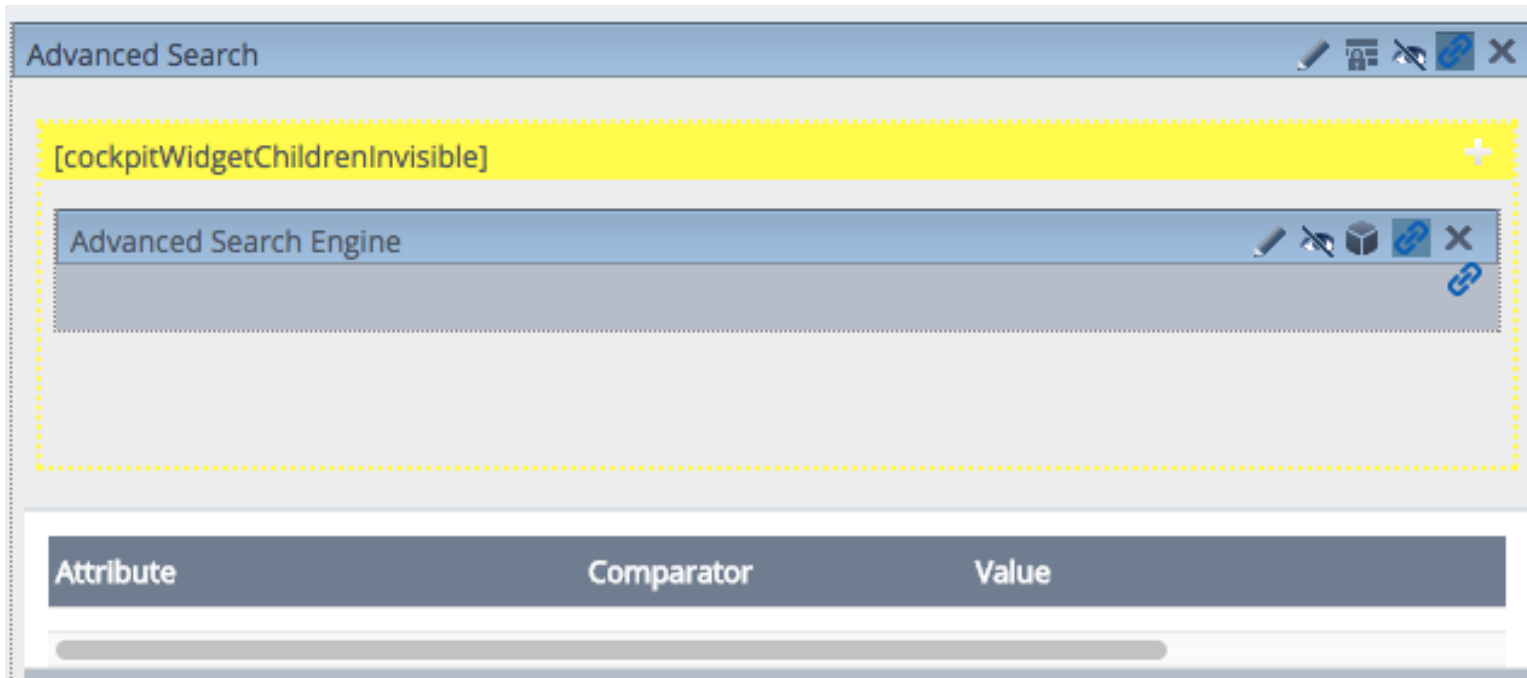 Advanced Search
[cockpitWidgetChildrenInvisible]
Advanced Search Engine
Attribute Comparator Value